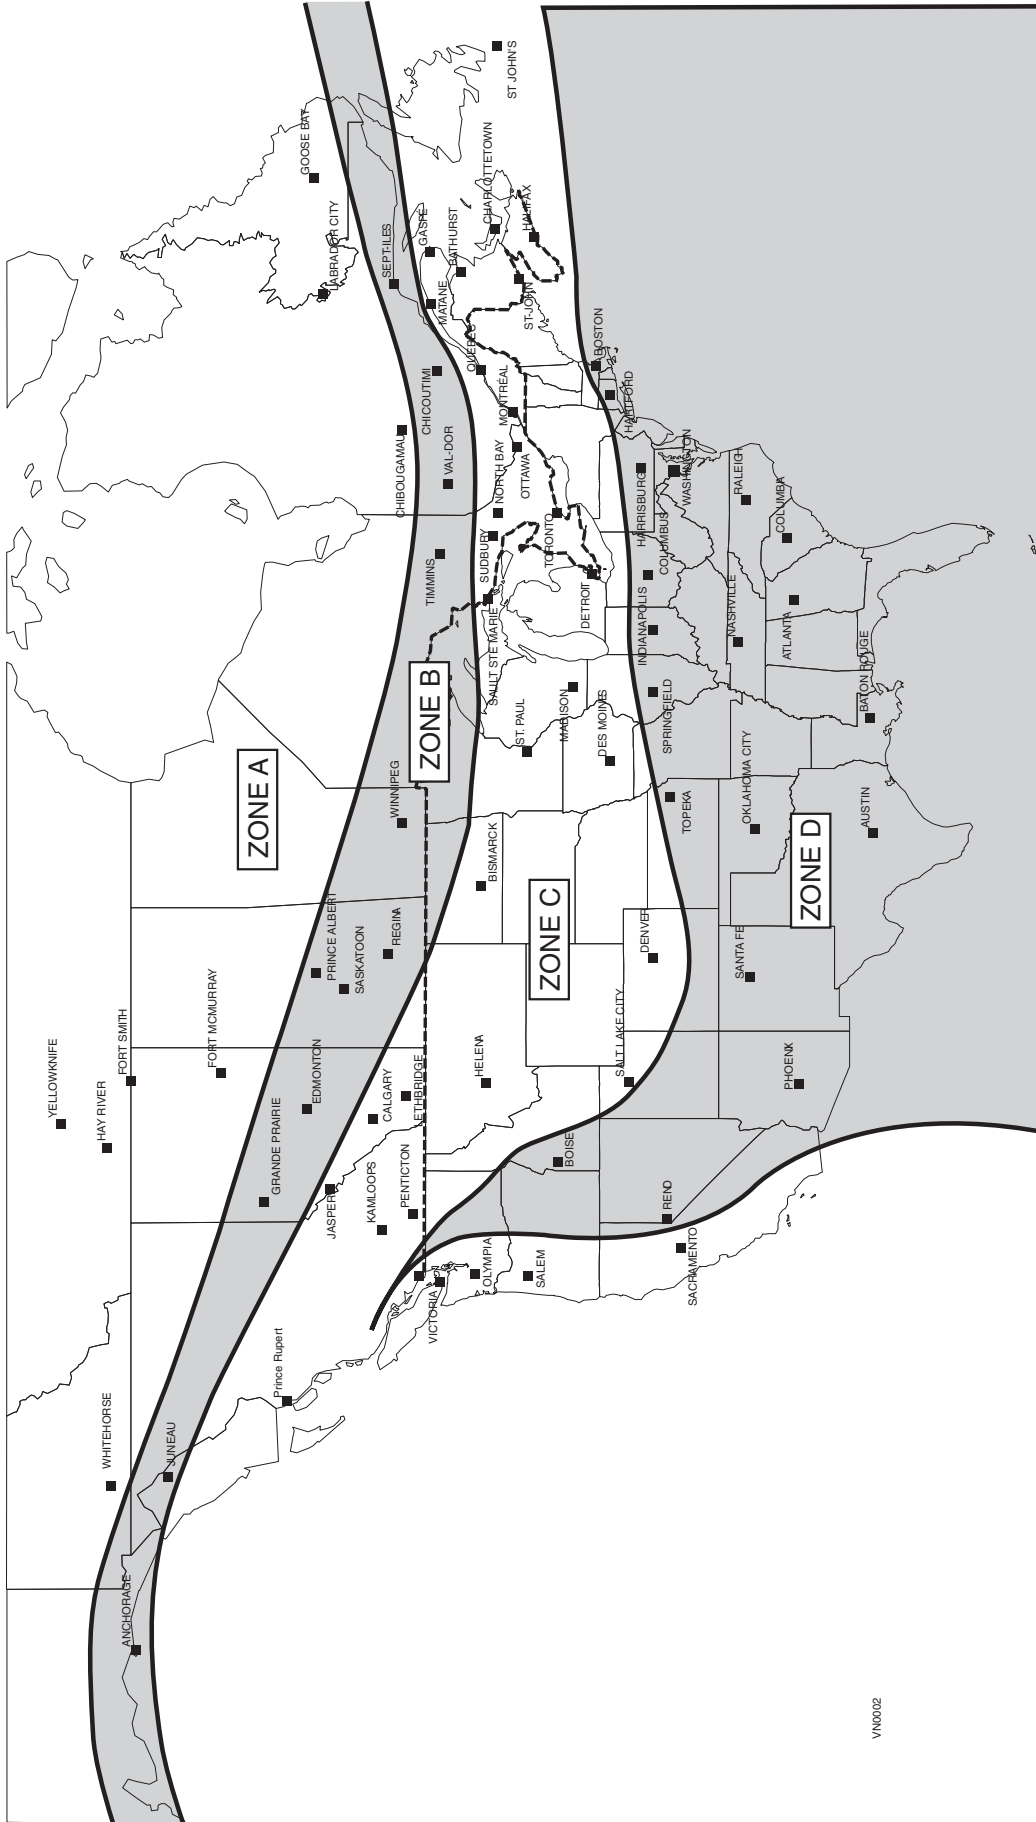 WHITEHORSE
YELLOWKNIFE
HAY RIVER
FORT SMITH
FORT MCMURRAY
ANCHORAGE
JUNEAU
Prince Rupert
GRANDE PRAIRIE
EDMONTON
JASPER
KAMLOOPS
CALGARY
PENTICTON
LETHBRIDGE
PRINCE ALBERT
SASKATOON
REGINA
ZONE A
WINNIPEG
ZONE B
CHIBOUGAMAU
CHICOUTIMI
VAL-DOR
TIMMINS
LABRADOR CITY
GOOSE BAY
SEPT-ILES
GASPÉ
MATANE
BATHURST
CHARLOTTETOWN
HALIFAX
ST JOHN'S
ST-JOHN
QUÉBEC
MONTRÉAL
OTTAWA
NORTH BAY
SUDBURY
SAULT STE MARIE
TORONTO
VICTORIA
OLYMPIA
SALEM
HELENA
BISMARCK
ST. PAUL
MADISON
DETROIT
BOSTON
HARTFORD
BOISE
ZONE C
DES MOINES
SALT LAKE CITY
DENVER
SACRAMENTO
RENO
TOPEKA
SPRINGFIELD
INDIANAPOLIS
COLUMBUS
HARRISBURG
WASHINGTON
RALEIGH
NASHVILLE
COLUMBIA
ATLANTA
OKLAHOMA CITY
SANTA FE
PHOENIX
ZONE D
AUSTIN
BATON ROUGE
VN0002